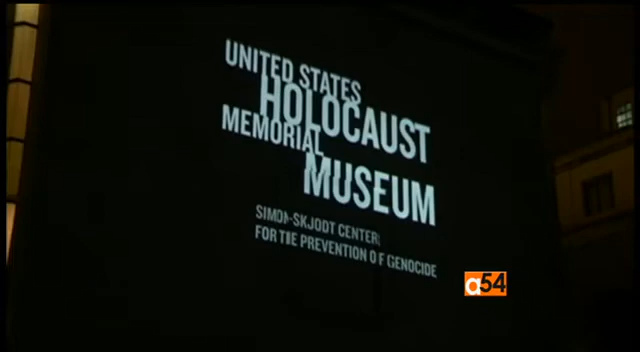 UNITED STATES
HOLOCAUST
MEMORIAL
MUSEUM
SIMON-SKJODT CENTER
FOR THE PREVENTION OF GENOCIDE
a54